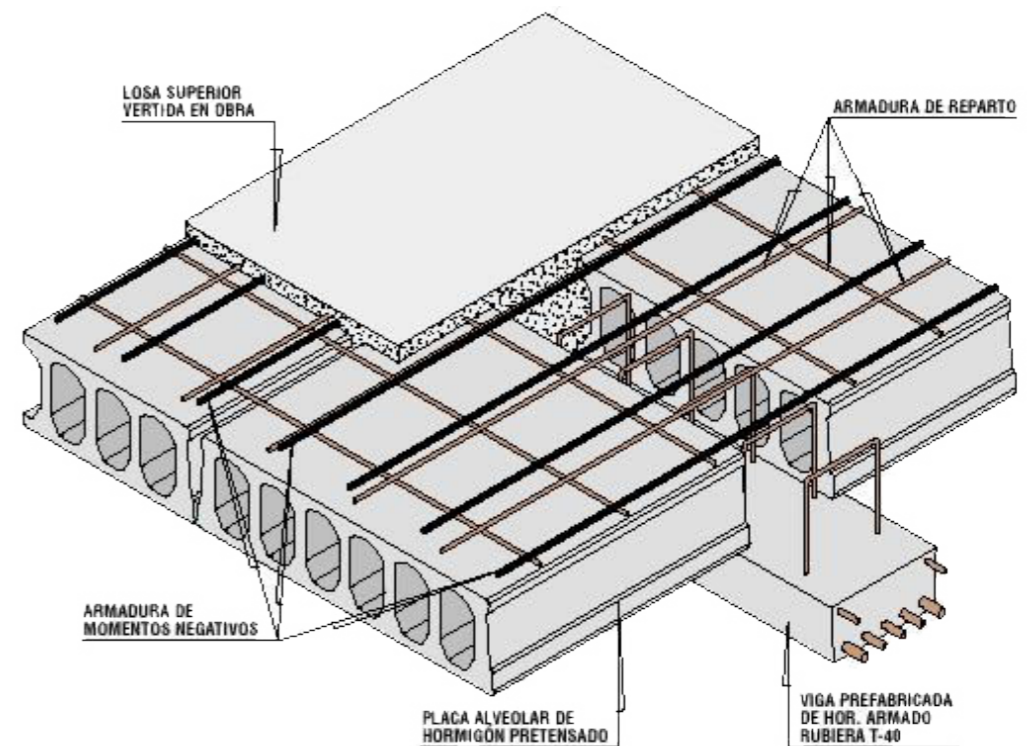 LOSA SUPERIOR
VERTIDA EN OBRA
ARMADURA DE REPARTO
ARMADURA DE
MOMENTOS NEGATIVOS
PLACA ALVEOLAR DE
HORMIGÓN PRETENSADO
VIGA PREFABRICADA
DE HOR. ARMADO
RUBIERA T-40